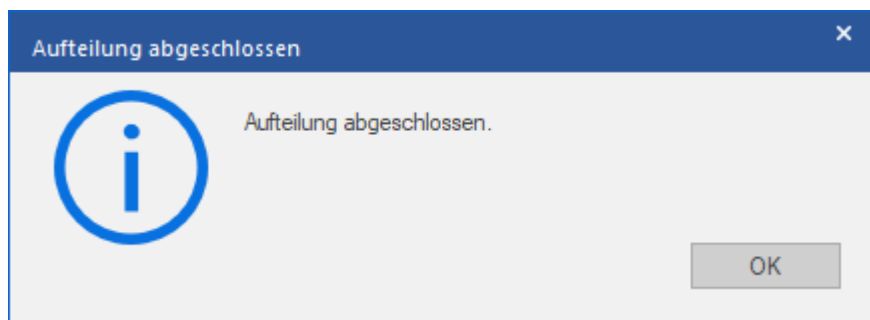 Aufteilung abgeschlossen
Aufteilung abgeschlossen.
OK